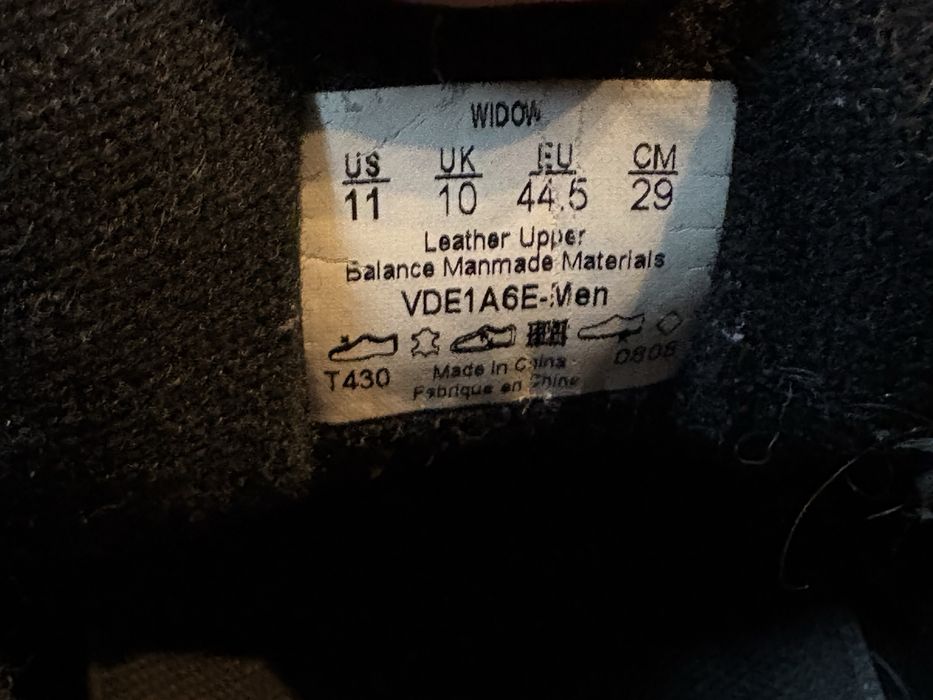 WIDOW
US UK EU CM
11 10 44.5 29
Leather Upper
Balance Manmade Materials
VDE1A6E-Men
T430 Made in China 0808
Fabrique en Chine